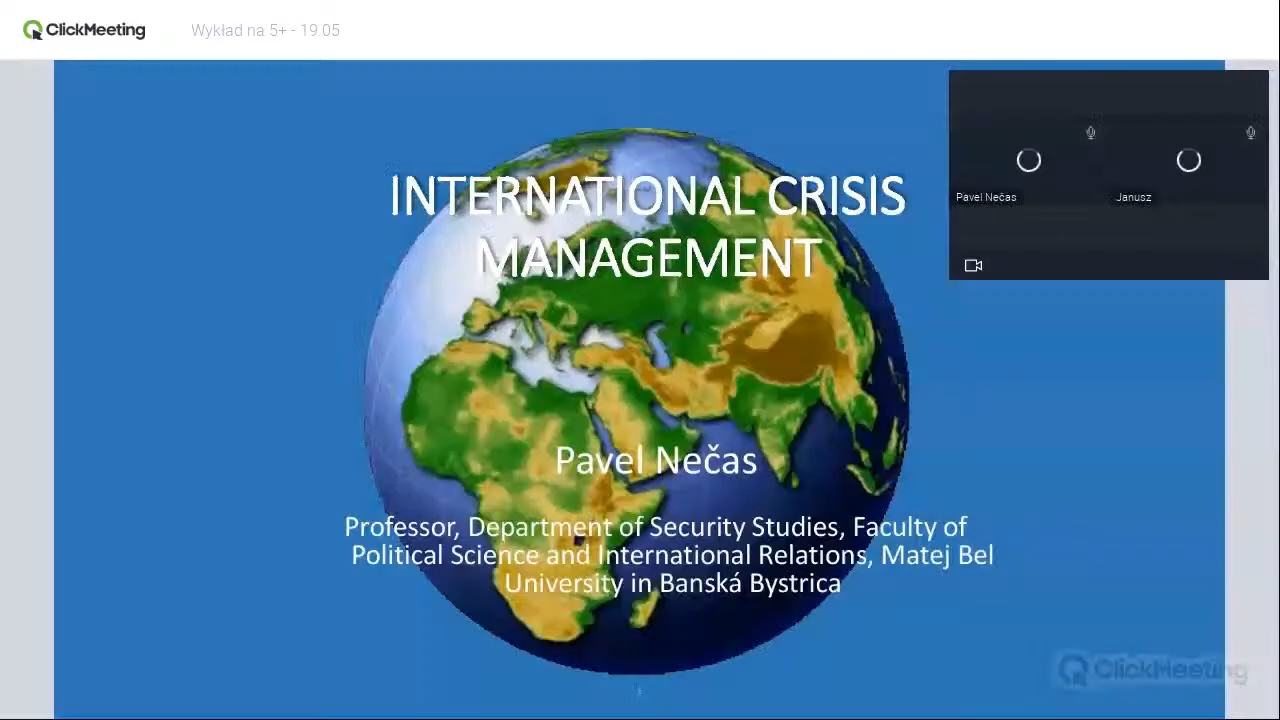 ClickMeeting
Wykład na 5+ - 19.05
INTERNATIONAL CRISIS
MANAGEMENT
Pavel Nečas
Janusz
Pavel Nečas
Professor, Department of Security Studies, Faculty of
Political Science and International Relations, Matej Bel
University in Banská Bystrica
ClickMeeting